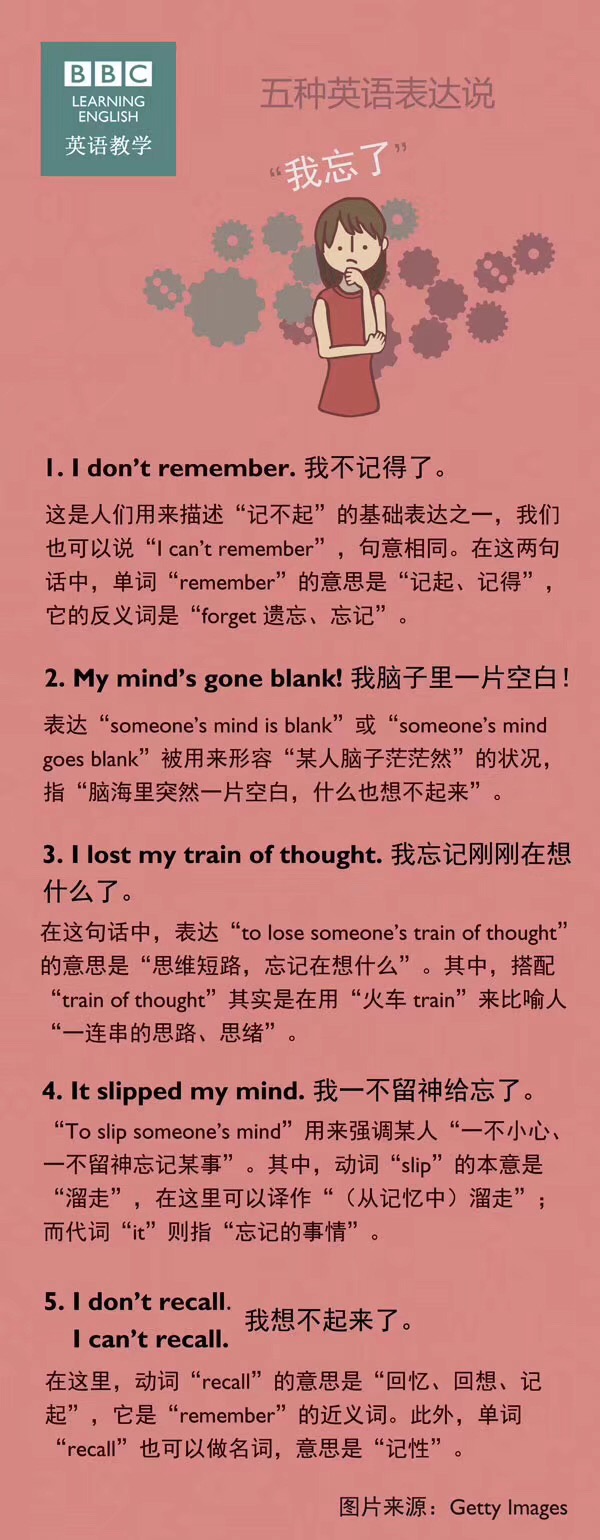 BBC
LEARNING
ENGLISH
英语教学
五种英语表达说
“我忘了”
1. I don’t remember. 我不记得了。
这是人们用来描述“记不起”的基础表达之一，我们
也可以说“I can’t remember”，句意相同。在这两句
话中，单词“remember”的意思是“记起、记得”，
它的反义词是“forget 遗忘、忘记”。
2. My mind’s gone blank! 我脑子里一片空白！
表达“someone’s mind is blank”或“someone’s mind
goes blank”被用来形容“某人脑子茫茫然”的状况，
指“脑海里突然一片空白，什么也想不起来”。
3. I lost my train of thought. 我忘记刚刚在想
什么了。
在这句话中，表达“to lose someone’s train of thought”
的意思是“思维短路，忘记在想什么”。其中，搭配
“train of thought”其实是在用“火车 train”来比喻人
“一连串的思路、思绪”。
4. It slipped my mind. 我一不留神给忘了。
“To slip someone’s mind”用来强调某人“一不小心、
一不留神忘记某事”。其中，动词“slip”的本意是
“溜走”，在这里可以译作“（从记忆中）溜走”；
而代词“it”则指“忘记的事情”。
5. I don’t recall.
I can’t recall.
我想不起来了。
在这里，动词“recall”的意思是“回忆、回想、记
起”，它是“remember”的近义词。此外，单词
“recall”也可以做名词，意思是“记性”。
图片来源：Getty Images